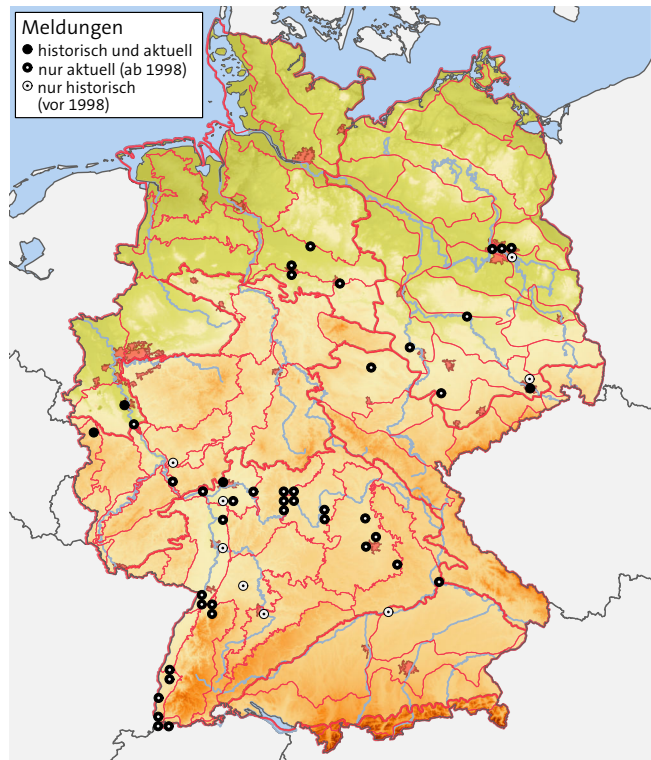 Meldungen
historisch und aktuell
nur aktuell (ab 1998)
nur historisch
(vor 1998)